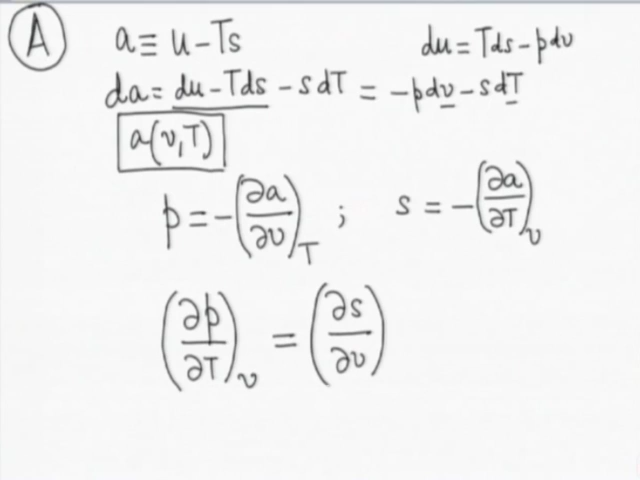 A a ≡ u – Ts du = Tds – pdv
da = du – Tds – sdT = – pdv – sdT
a(v,T)
p = –(∂a/∂v)_T ; s = –(∂a/∂T)_v
(∂p/∂T)_v = (∂s/∂v)